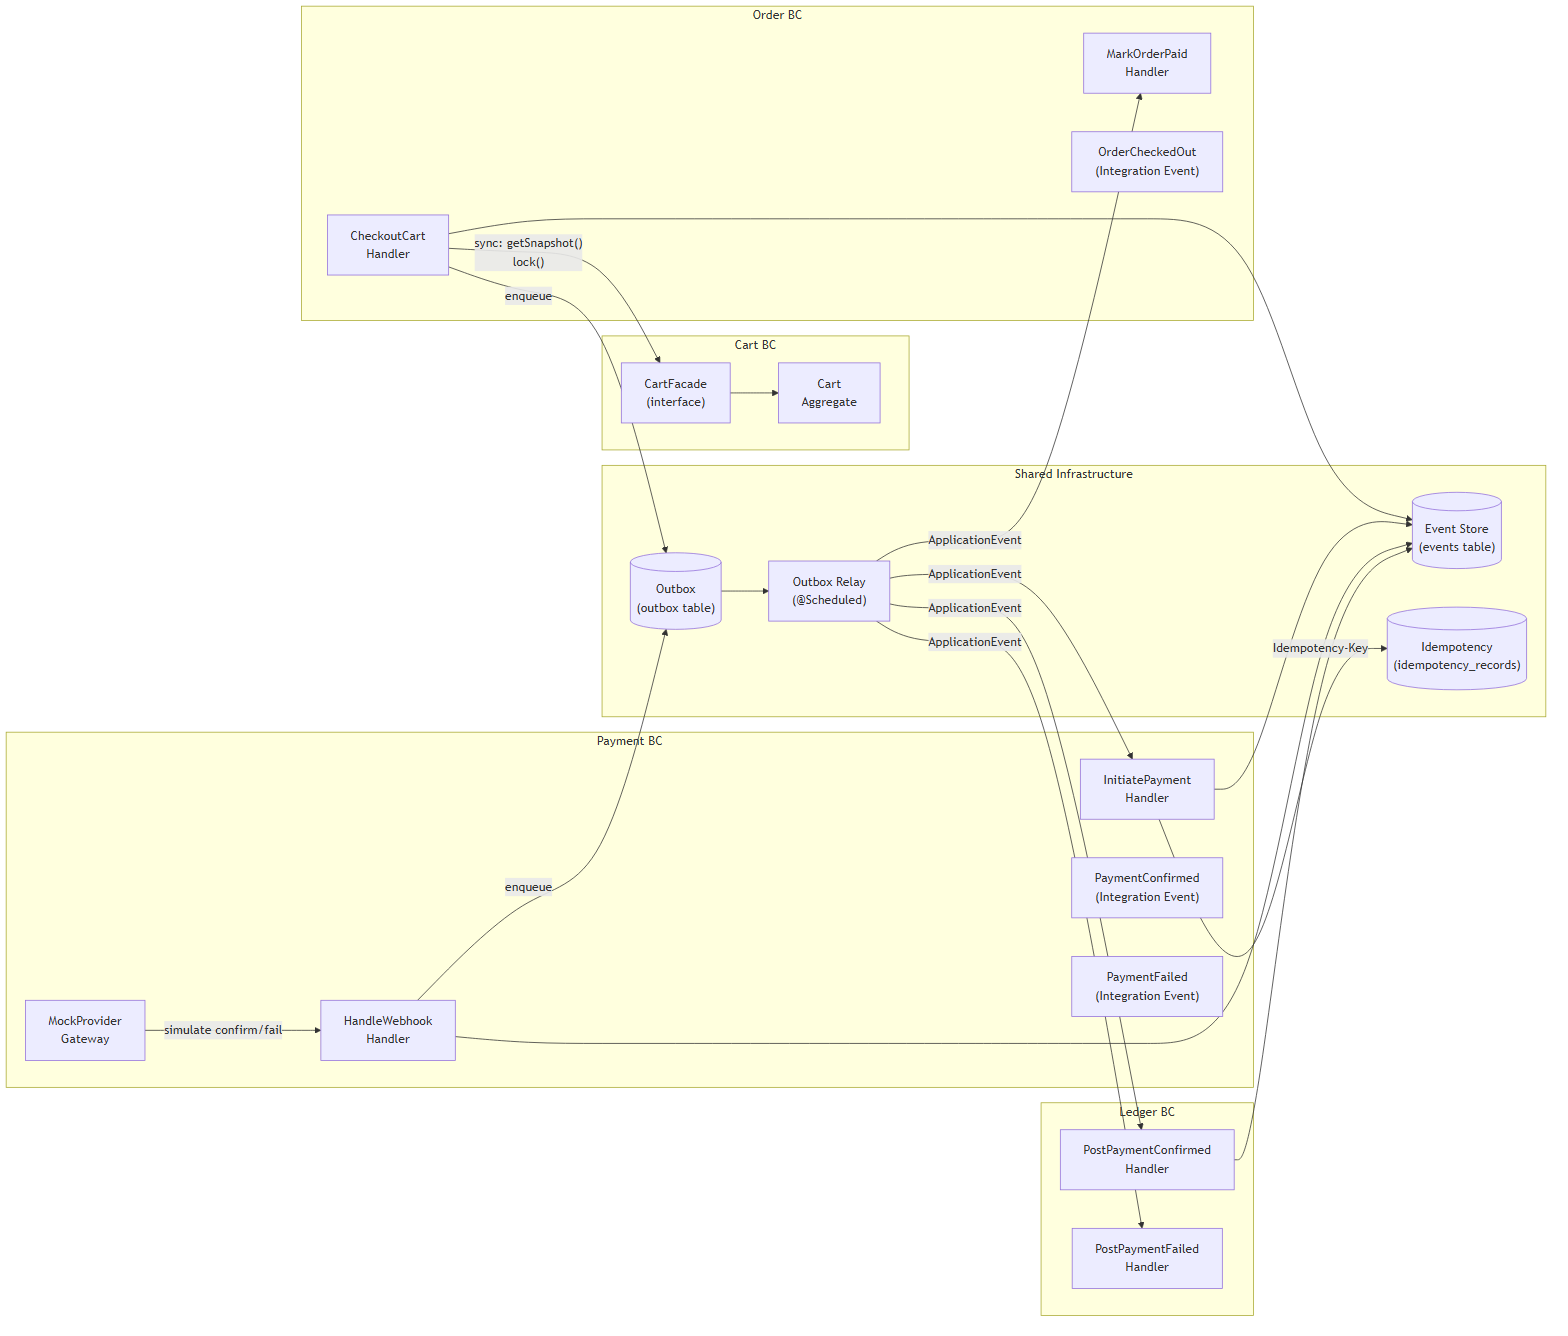 Order BC
MarkOrderPaid
Handler
OrderCheckedOut
(Integration Event)
CheckoutCart
Handler
sync: getSnapshot()
lock()
enqueue
Cart BC
CartFacade
(interface)
Cart
Aggregate
Shared Infrastructure
Event Store
(events table)
Outbox
(outbox table)
Outbox Relay
(@Scheduled)
ApplicationEvent
ApplicationEvent
ApplicationEvent
ApplicationEvent
Idempotency-Key
Idempotency
(idempotency_records)
Payment BC
InitiatePayment
Handler
enqueue
PaymentConfirmed
(Integration Event)
PaymentFailed
(Integration Event)
MockProvider
Gateway
simulate confirm/fail
HandleWebhook
Handler
Ledger BC
PostPaymentConfirmed
Handler
PostPaymentFailed
Handler